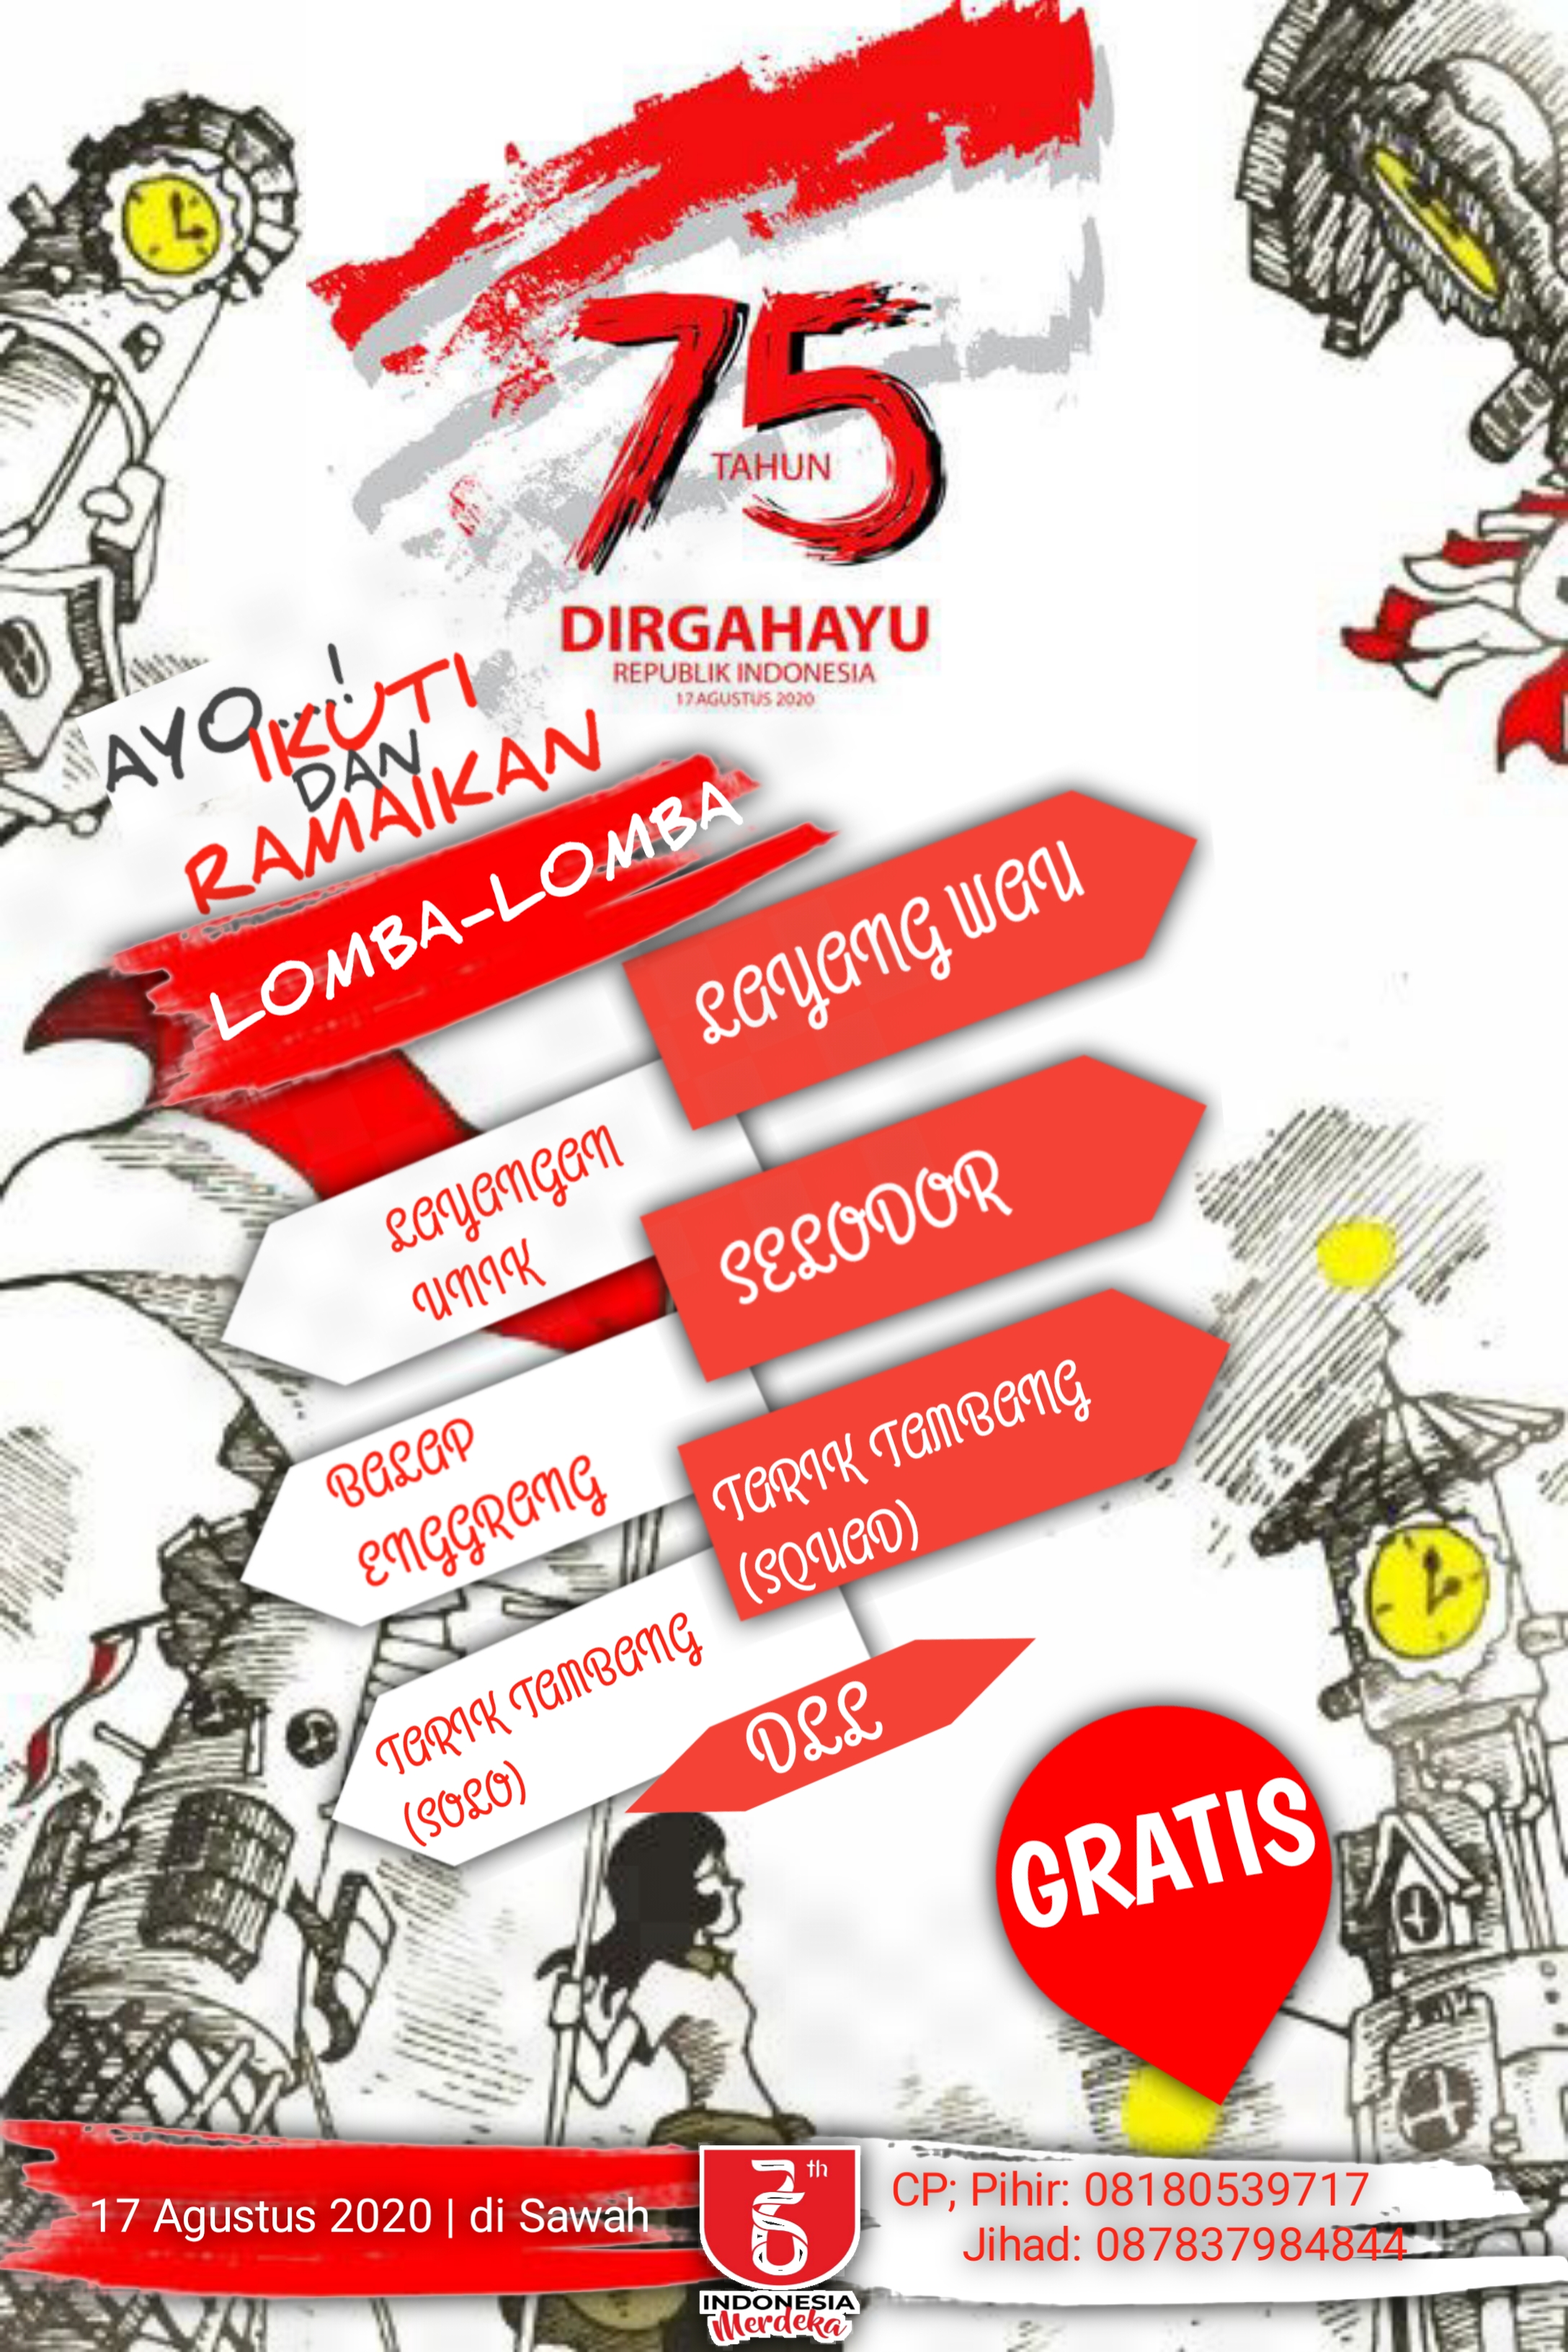 75
TAHUN
DIRGAHAYU
REPUBLIK INDONESIA
17 AGUSTUS 2020
AYO....!
IKUTI
DAN
RAMAIKAN
LOMBA-LOMBA
LAYANG WAU
LAYANGAN
UNIK
SELODOR
BALAP
ENGGRANG
TARIK TAMBANG
(SQUAD)
TARIK TAMBANG
(SOLO)
DLL
GRATIS
17 Agustus 2020 | di Sawah
75 th
INDONESIA
Merdeka
CP; Pihir: 08180539717
Jihad: 087837984844